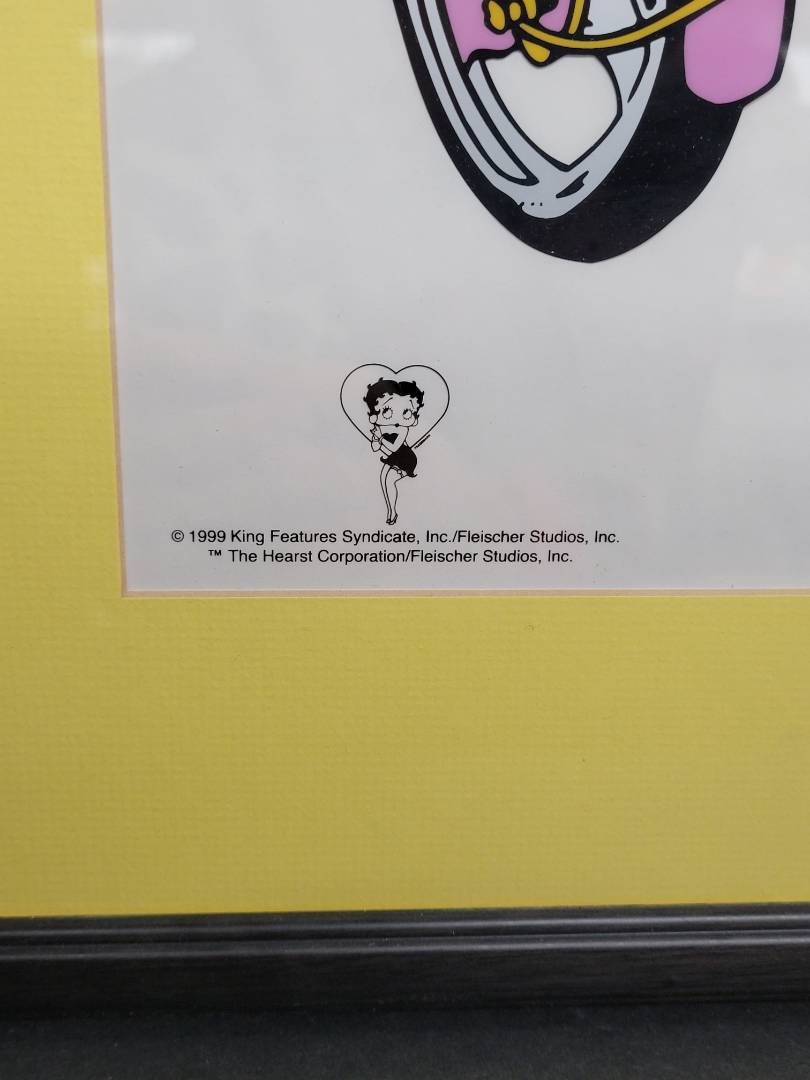 © 1999 King Features Syndicate, Inc./Fleischer Studios, Inc.
™ The Hearst Corporation/Fleischer Studios, Inc.